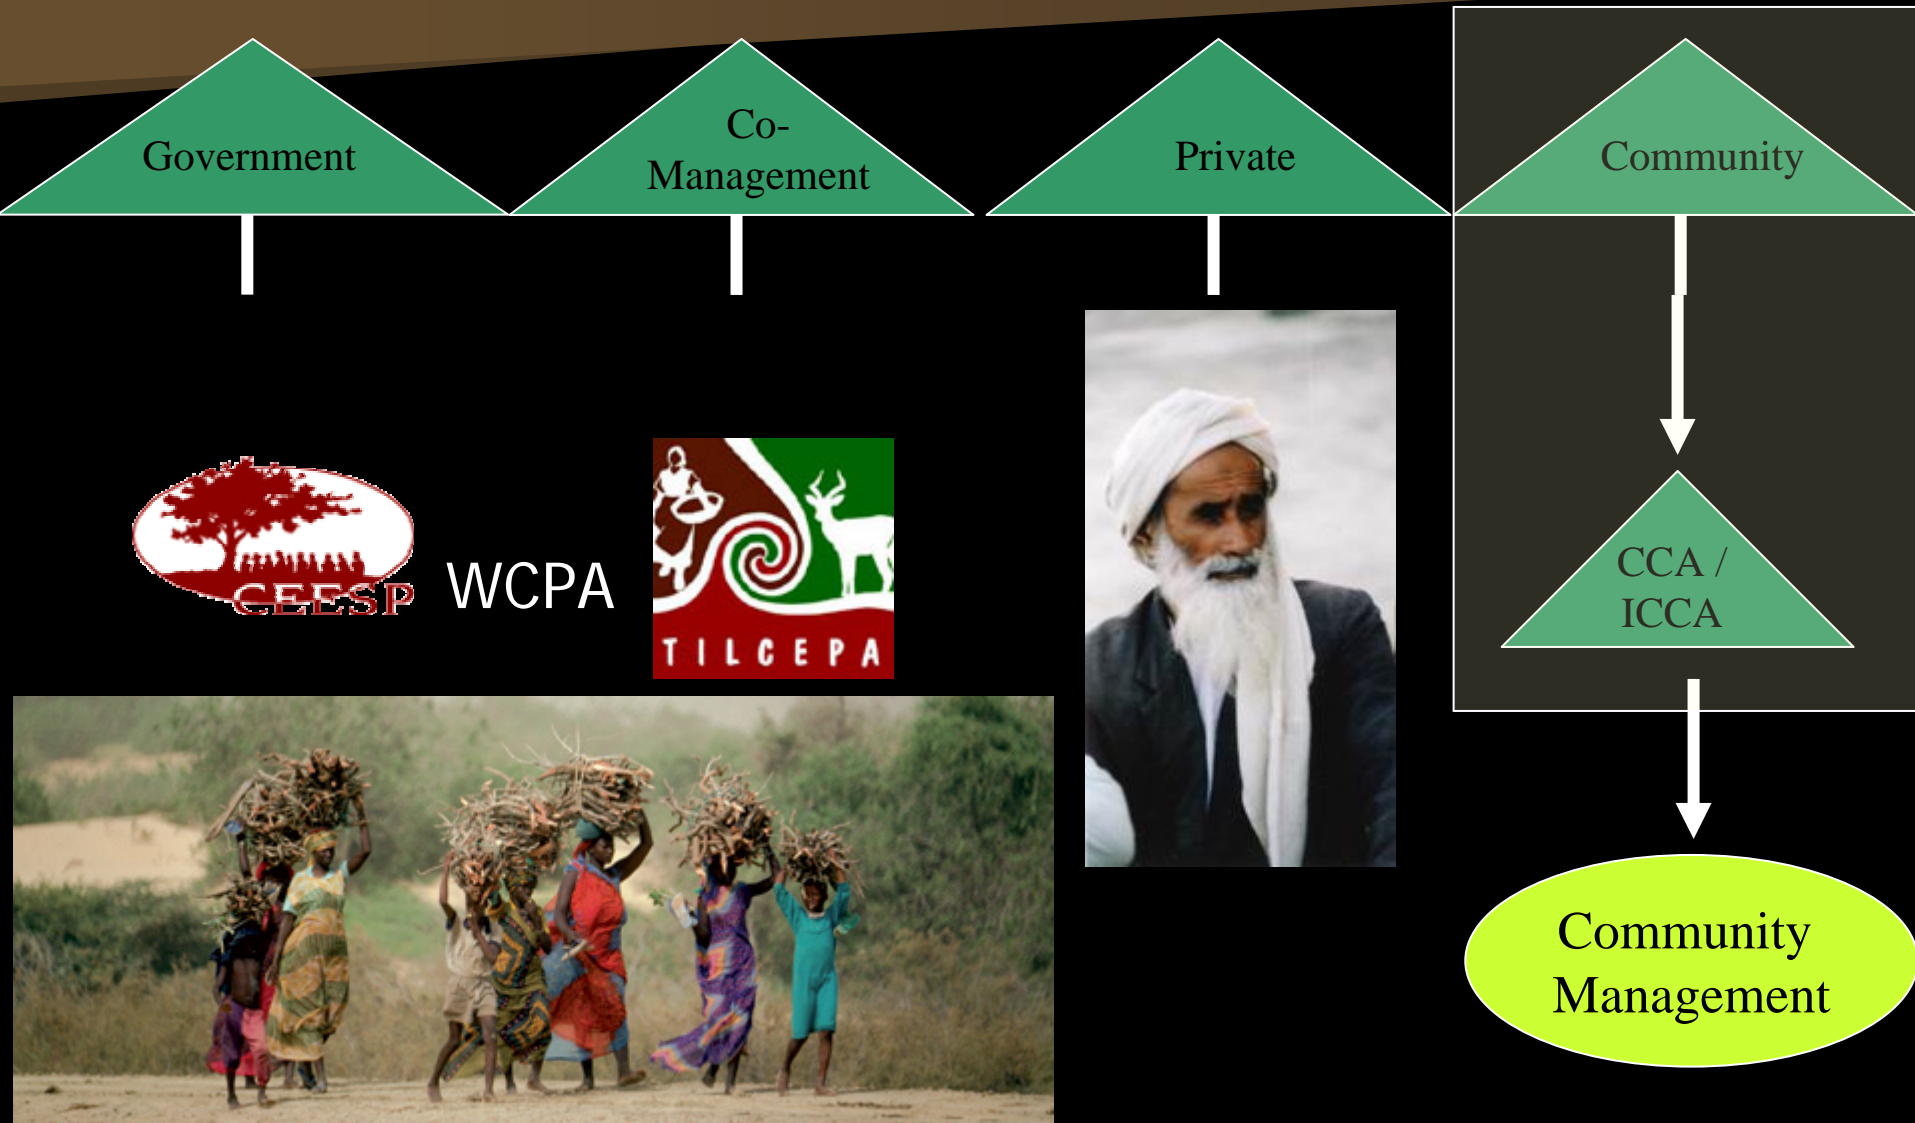 Government
Co-
Management
Private
Community
CCA /
ICCA
CEESP
WCPA
TILCEPA
Community
Management